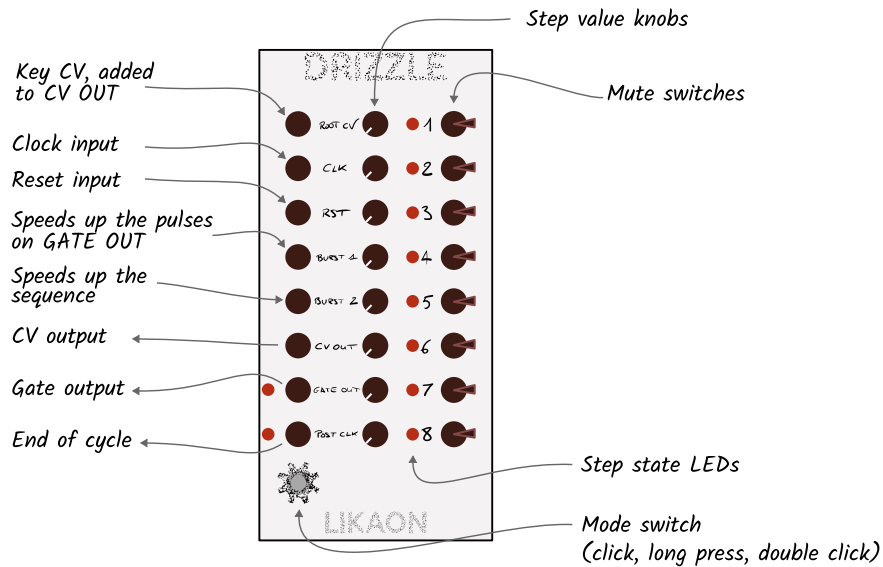 Step value knobs
DRIZZLE
Key CV, added
to CV OUT
Mute switches
ROOT CV
1
Clock input
CLK
2
Reset input
RST
3
Speeds up the pulses
on GATE OUT
BURST 1
4
Speeds up the
sequence
BURST 2
5
CV output
CV OUT
6
Gate output
GATE OUT
7
End of cycle
POST CLK
8
Step state LEDs
LIKAON
Mode switch
(click, long press, double click)